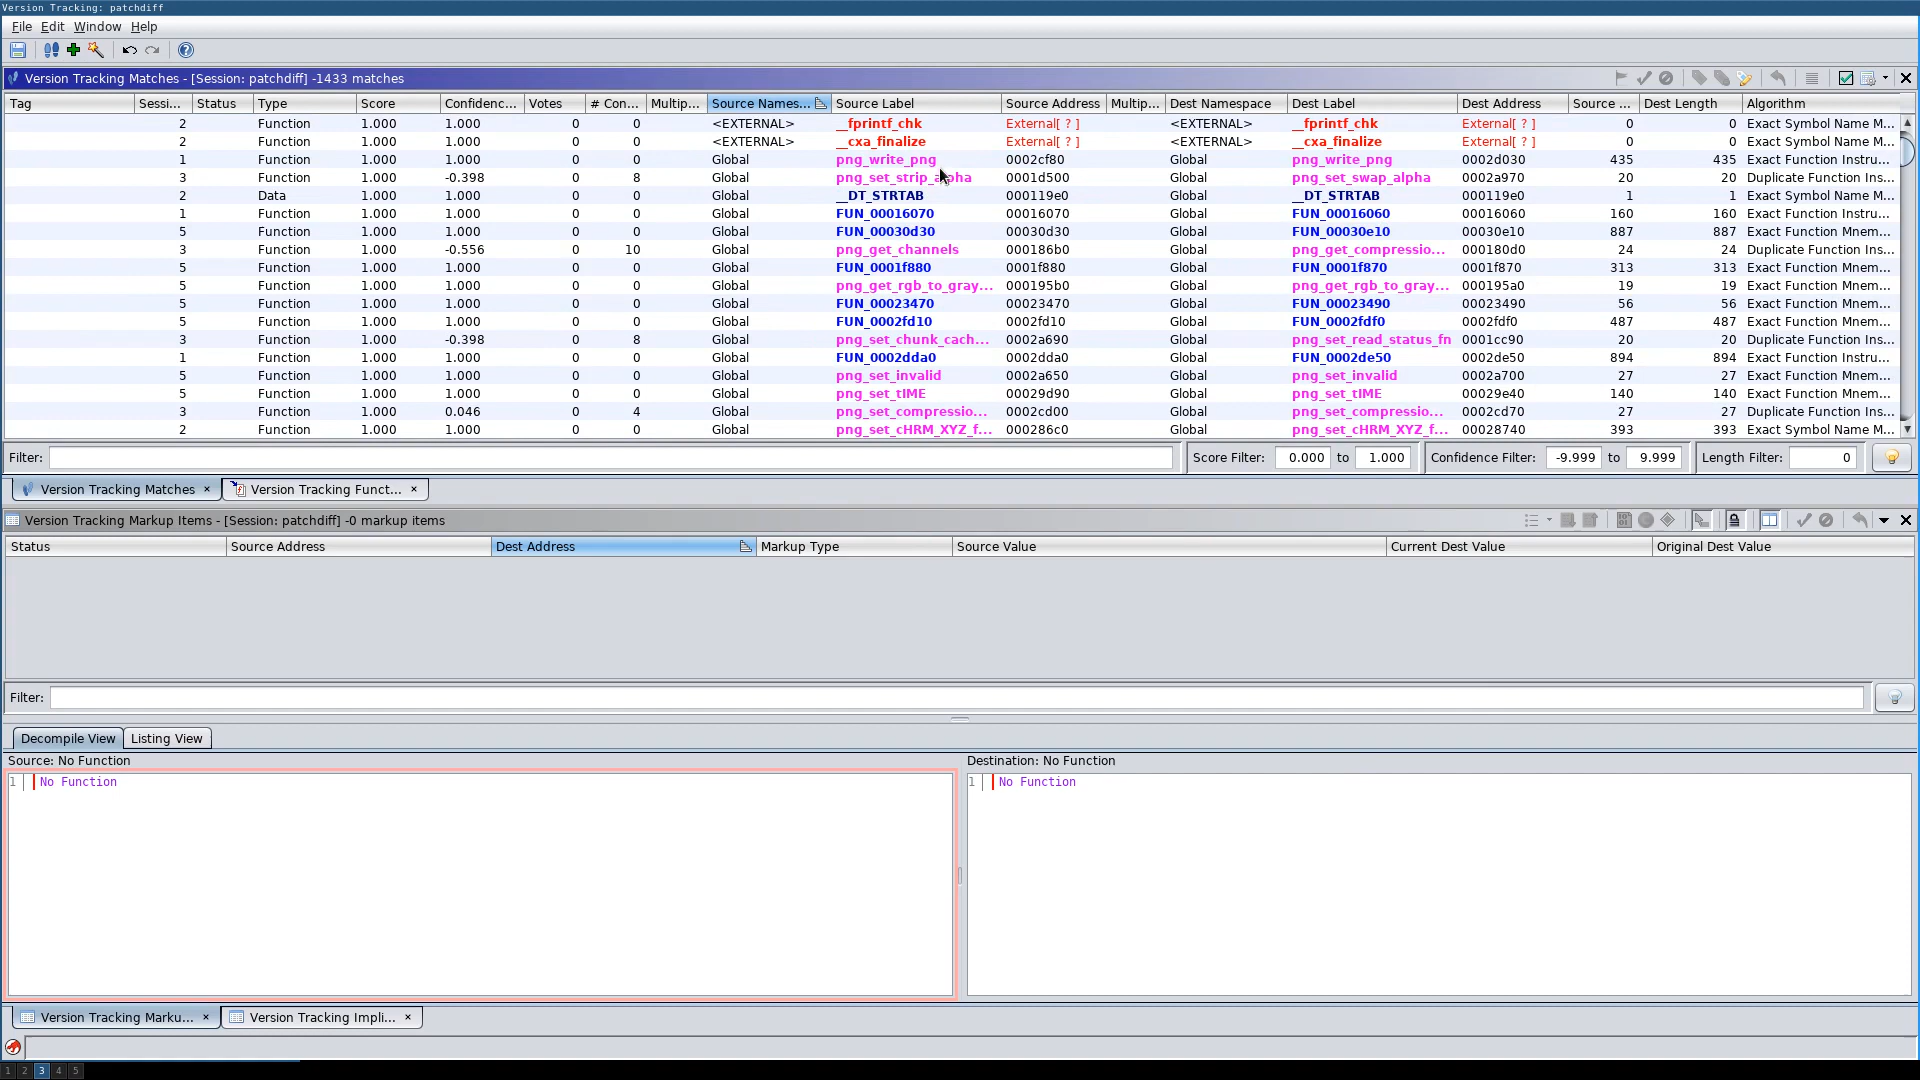 Version Tracking: patchdiff
File Edit Window Help
Version Tracking Matches - [Session: patchdiff] -1433 matches
Tag Sessi... Status Type Score Confidenc... Votes # Con... Multip... Source Names... Source Label Source Address Multip... Dest Namespace Dest Label Dest Address Source ... Dest Length Algorithm
2 Function 1.000 1.000 0 0 <EXTERNAL> __fprintf_chk External[ ? ] <EXTERNAL> __fprintf_chk External[ ? ] 0 0 Exact Symbol Name M...
2 Function 1.000 1.000 0 0 <EXTERNAL> __cxa_finalize External[ ? ] <EXTERNAL> __cxa_finalize External[ ? ] 0 0 Exact Symbol Name M...
1 Function 1.000 1.000 0 0 Global png_write_png 0002cf80 Global png_write_png 0002d030 435 435 Exact Function Instru...
3 Function 1.000 -0.398 0 8 Global png_set_strip_alpha 0001d500 Global png_set_swap_alpha 0002a970 20 20 Duplicate Function Ins...
2 Data 1.000 1.000 0 0 Global __DT_STRTAB 000119e0 Global __DT_STRTAB 000119e0 1 1 Exact Symbol Name M...
1 Function 1.000 1.000 0 0 Global FUN_00016070 00016070 Global FUN_00016060 00016060 160 160 Exact Function Instru...
5 Function 1.000 1.000 0 0 Global FUN_00030d30 00030d30 Global FUN_00030e10 00030e10 887 887 Exact Function Mnem...
3 Function 1.000 -0.556 0 10 Global png_get_channels 000186b0 Global png_get_compressio... 000180d0 24 24 Duplicate Function Ins...
5 Function 1.000 1.000 0 0 Global FUN_0001f880 0001f880 Global FUN_0001f870 0001f870 313 313 Exact Function Mnem...
5 Function 1.000 1.000 0 0 Global png_get_rgb_to_gray... 000195b0 Global png_get_rgb_to_gray... 000195a0 19 19 Exact Function Mnem...
5 Function 1.000 1.000 0 0 Global FUN_00023470 00023470 Global FUN_00023490 00023490 56 56 Exact Function Mnem...
5 Function 1.000 1.000 0 0 Global FUN_0002fd10 0002fd10 Global FUN_0002fdf0 0002fdf0 487 487 Exact Function Mnem...
3 Function 1.000 -0.398 0 8 Global png_set_chunk_cach... 0002a690 Global png_set_read_status_fn 0001cc90 20 20 Duplicate Function Ins...
1 Function 1.000 1.000 0 0 Global FUN_0002dda0 0002dda0 Global FUN_0002de50 0002de50 894 894 Exact Function Instru...
5 Function 1.000 1.000 0 0 Global png_set_invalid 0002a650 Global png_set_invalid 0002a700 27 27 Exact Function Mnem...
5 Function 1.000 1.000 0 0 Global png_set_tIME 00029d90 Global png_set_tIME 00029e40 140 140 Exact Function Mnem...
3 Function 1.000 0.046 0 4 Global png_set_compressio... 0002cd00 Global png_set_compressio... 0002cd70 27 27 Duplicate Function Ins...
2 Function 1.000 1.000 0 0 Global png_set_cHRM_XYZ_f... 000286c0 Global png_set_cHRM_XYZ_f... 00028740 393 393 Exact Symbol Name M...
Filter: Score Filter: 0.000 to 1.000 Confidence Filter: -9.999 to 9.999 Length Filter: 0
Version Tracking Matches × Version Tracking Funct... ×
Version Tracking Markup Items - [Session: patchdiff] -0 markup items
Status Source Address Dest Address Markup Type Source Value Current Dest Value Original Dest Value
Filter:
Decompile View Listing View
Source: No Function Destination: No Function
1 No Function 1 No Function
Version Tracking Marku... × Version Tracking Impli... ×
1 2 3 4 5